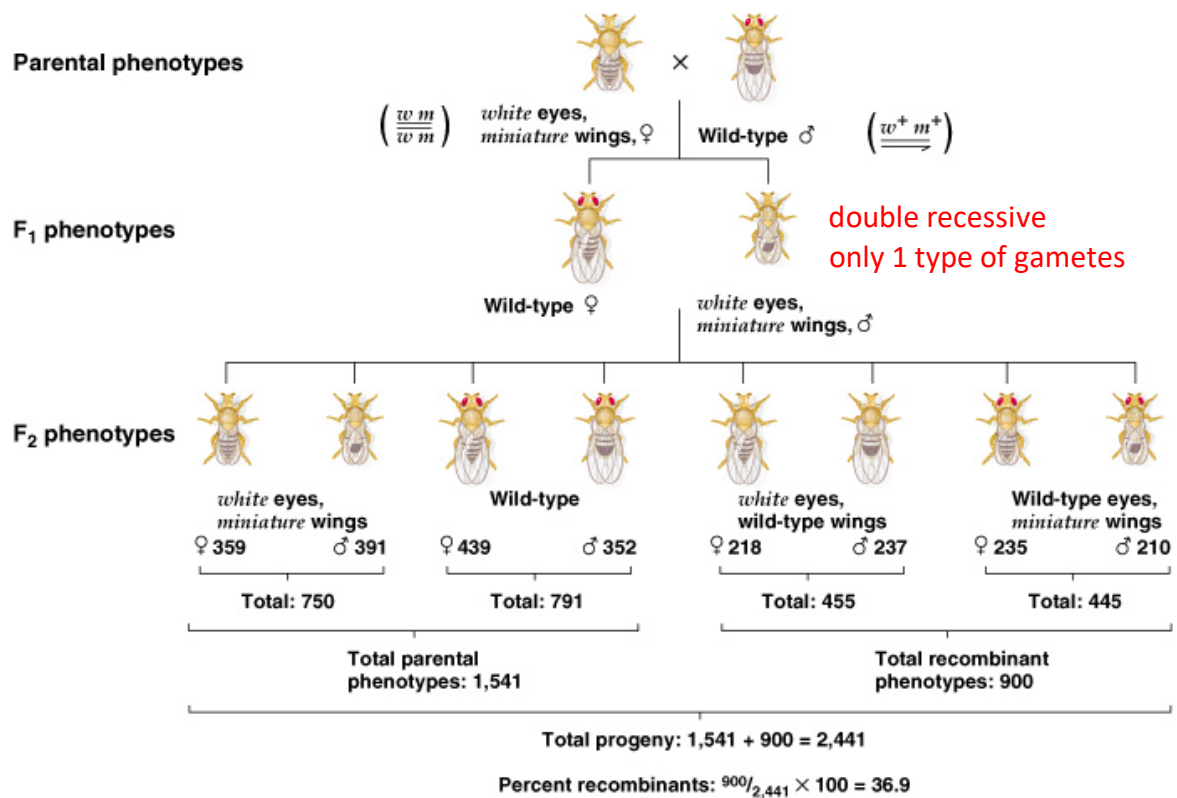 Parental phenotypes
×
( w m / w m )
white eyes,
miniature wings, ♀
Wild-type ♂
( w+ m+ )
F1 phenotypes
double recessive
only 1 type of gametes
Wild-type ♀
white eyes,
miniature wings, ♂
F2 phenotypes
white eyes,
miniature wings
♀ 359 ♂ 391
Total: 750
Wild-type
♀ 439 ♂ 352
Total: 791
white eyes,
wild-type wings
♀ 218 ♂ 237
Total: 455
Wild-type eyes,
miniature wings
♀ 235 ♂ 210
Total: 445
Total parental
phenotypes: 1,541
Total recombinant
phenotypes: 900
Total progeny: 1,541 + 900 = 2,441
Percent recombinants: 900/2,441 × 100 = 36.9